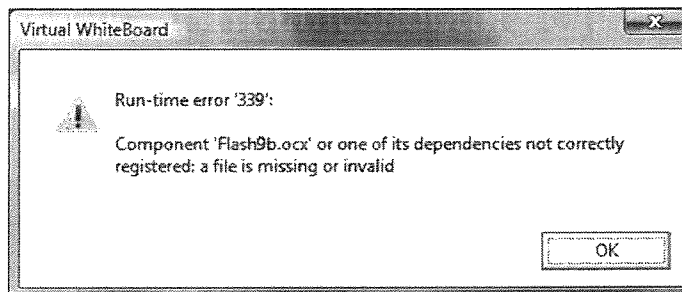 Virtual WhiteBoard
Run-time error '339':
Component 'Flash9b.ocx' or one of its dependencies not correctly
registered: a file is missing or invalid
OK